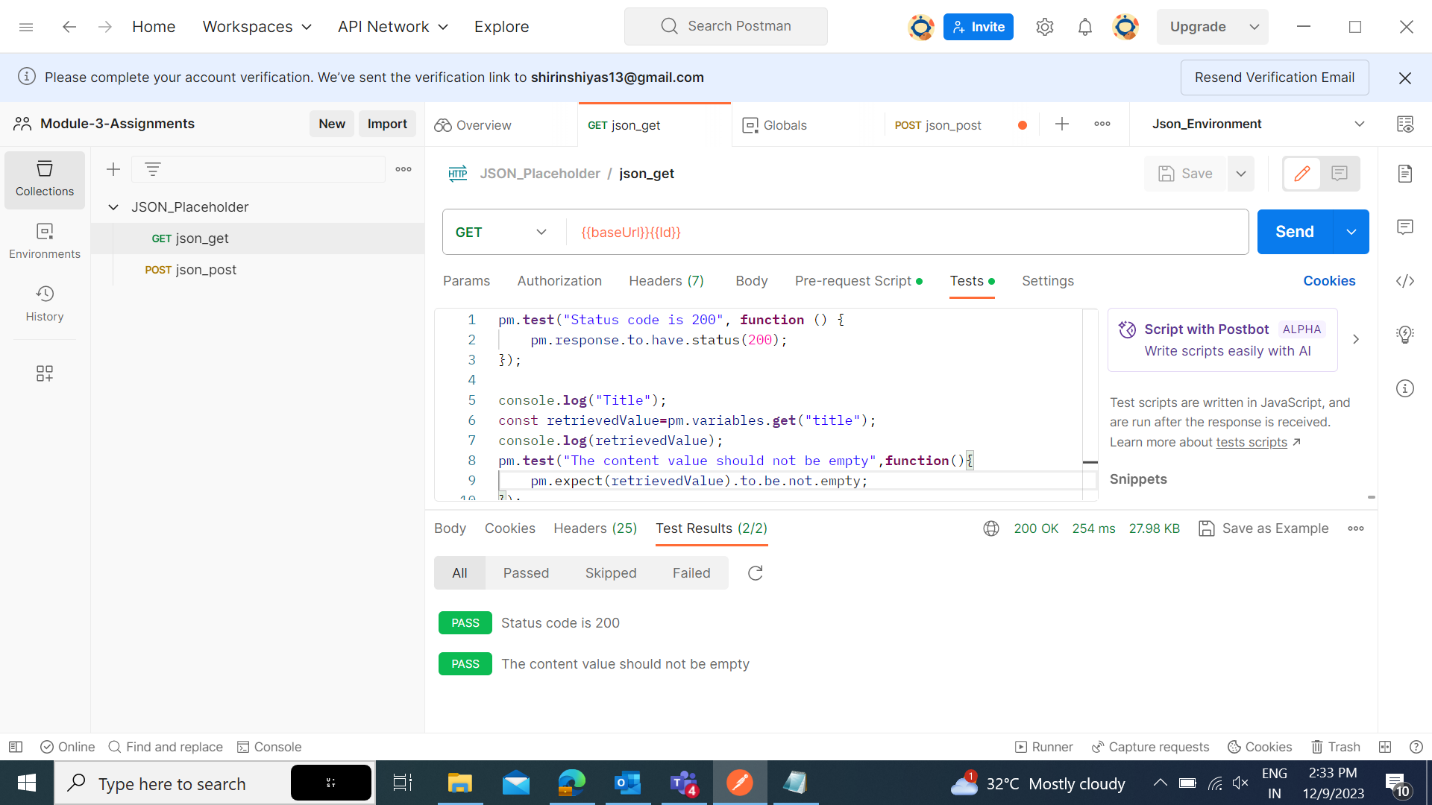 Home Workspaces API Network Explore Search Postman Invite Upgrade
Please complete your account verification. We've sent the verification link to shirinshiyas13@gmail.com Resend Verification Email
Module-3-Assignments New Import Overview GET json_get Globals POST json_post Json_Environment
Collections
Environments
History
JSON_Placeholder
GET json_get
POST json_post
HTTP JSON_Placeholder / json_get Save
GET {{baseUrl}}{{Id}} Send
Params Authorization Headers (7) Body Pre-request Script Tests Settings Cookies
1 pm.test("Status code is 200", function () {
2 pm.response.to.have.status(200);
3 });
4
5 console.log("Title");
6 const retrievedValue=pm.variables.get("title");
7 console.log(retrievedValue);
8 pm.test("The content value should not be empty",function(){
9 pm.expect(retrievedValue).to.be.not.empty;
10 });
Script with Postbot ALPHA
Write scripts easily with AI
Test scripts are written in JavaScript, and
are run after the response is received.
Learn more about tests scripts
Snippets
Body Cookies Headers (25) Test Results (2/2) 200 OK 254 ms 27.98 KB Save as Example
All Passed Skipped Failed
PASS Status code is 200
PASS The content value should not be empty
Online Find and replace Console Runner Capture requests Cookies Trash
Type here to search 4 1 32°C Mostly cloudy ENG 2:33 PM
IN 12/9/2023 10